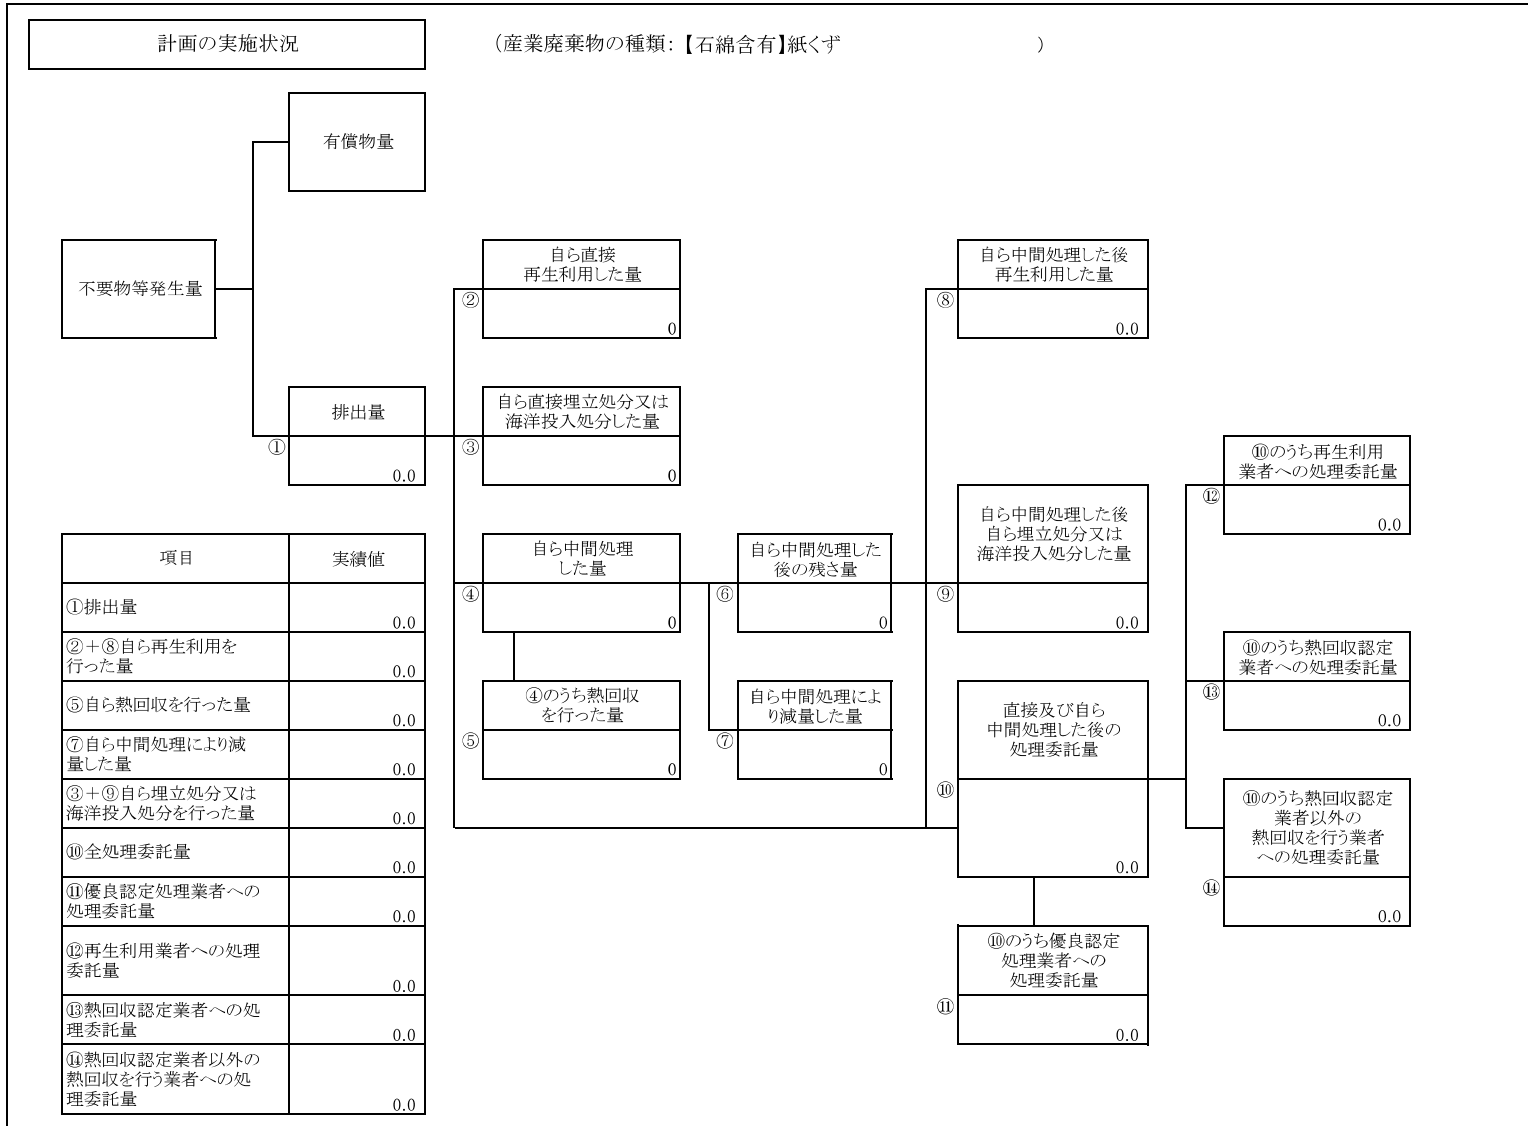 計画の実施状況
（産業廃棄物の種類：【石綿含有】紙くず　　　　　　　　　　　）
有償物量
不要物等発生量
排出量
①
0.0
自ら直接
再生利用した量
②
0
自ら直接埋立処分又は
海洋投入処分した量
③
0
自ら中間処理
した量
④
0
④のうち熱回収
を行った量
⑤
0
自ら中間処理した
後の残さ量
⑥
0
自ら中間処理によ
り減量した量
⑦
0
自ら中間処理した後
再生利用した量
⑧
0.0
自ら中間処理した後
自ら埋立処分又は
海洋投入処分した量
⑨
0.0
直接及び自ら
中間処理した後の
処理委託量
⑩
0.0
⑩のうち優良認定
処理業者への
処理委託量
⑪
0.0
⑩のうち再生利用
業者への処理委託量
⑫
0.0
⑩のうち熱回収認定
業者への処理委託量
⑬
0.0
⑩のうち熱回収認定
業者以外の
熱回収を行う業者
への処理委託量
⑭
0.0
項目 実績値
①排出量
0.0
②＋⑧自ら再生利用を
行った量
0.0
⑤自ら熱回収を行った量
0.0
⑦自ら中間処理により減
量した量
0.0
③＋⑨自ら埋立処分又は
海洋投入処分を行った量
0.0
⑩全処理委託量
0.0
⑪優良認定処理業者への
処理委託量
0.0
⑫再生利用業者への処理
委託量
0.0
⑬熱回収認定業者への処
理委託量
0.0
⑭熱回収認定業者以外の
熱回収を行う業者への処
理委託量
0.0